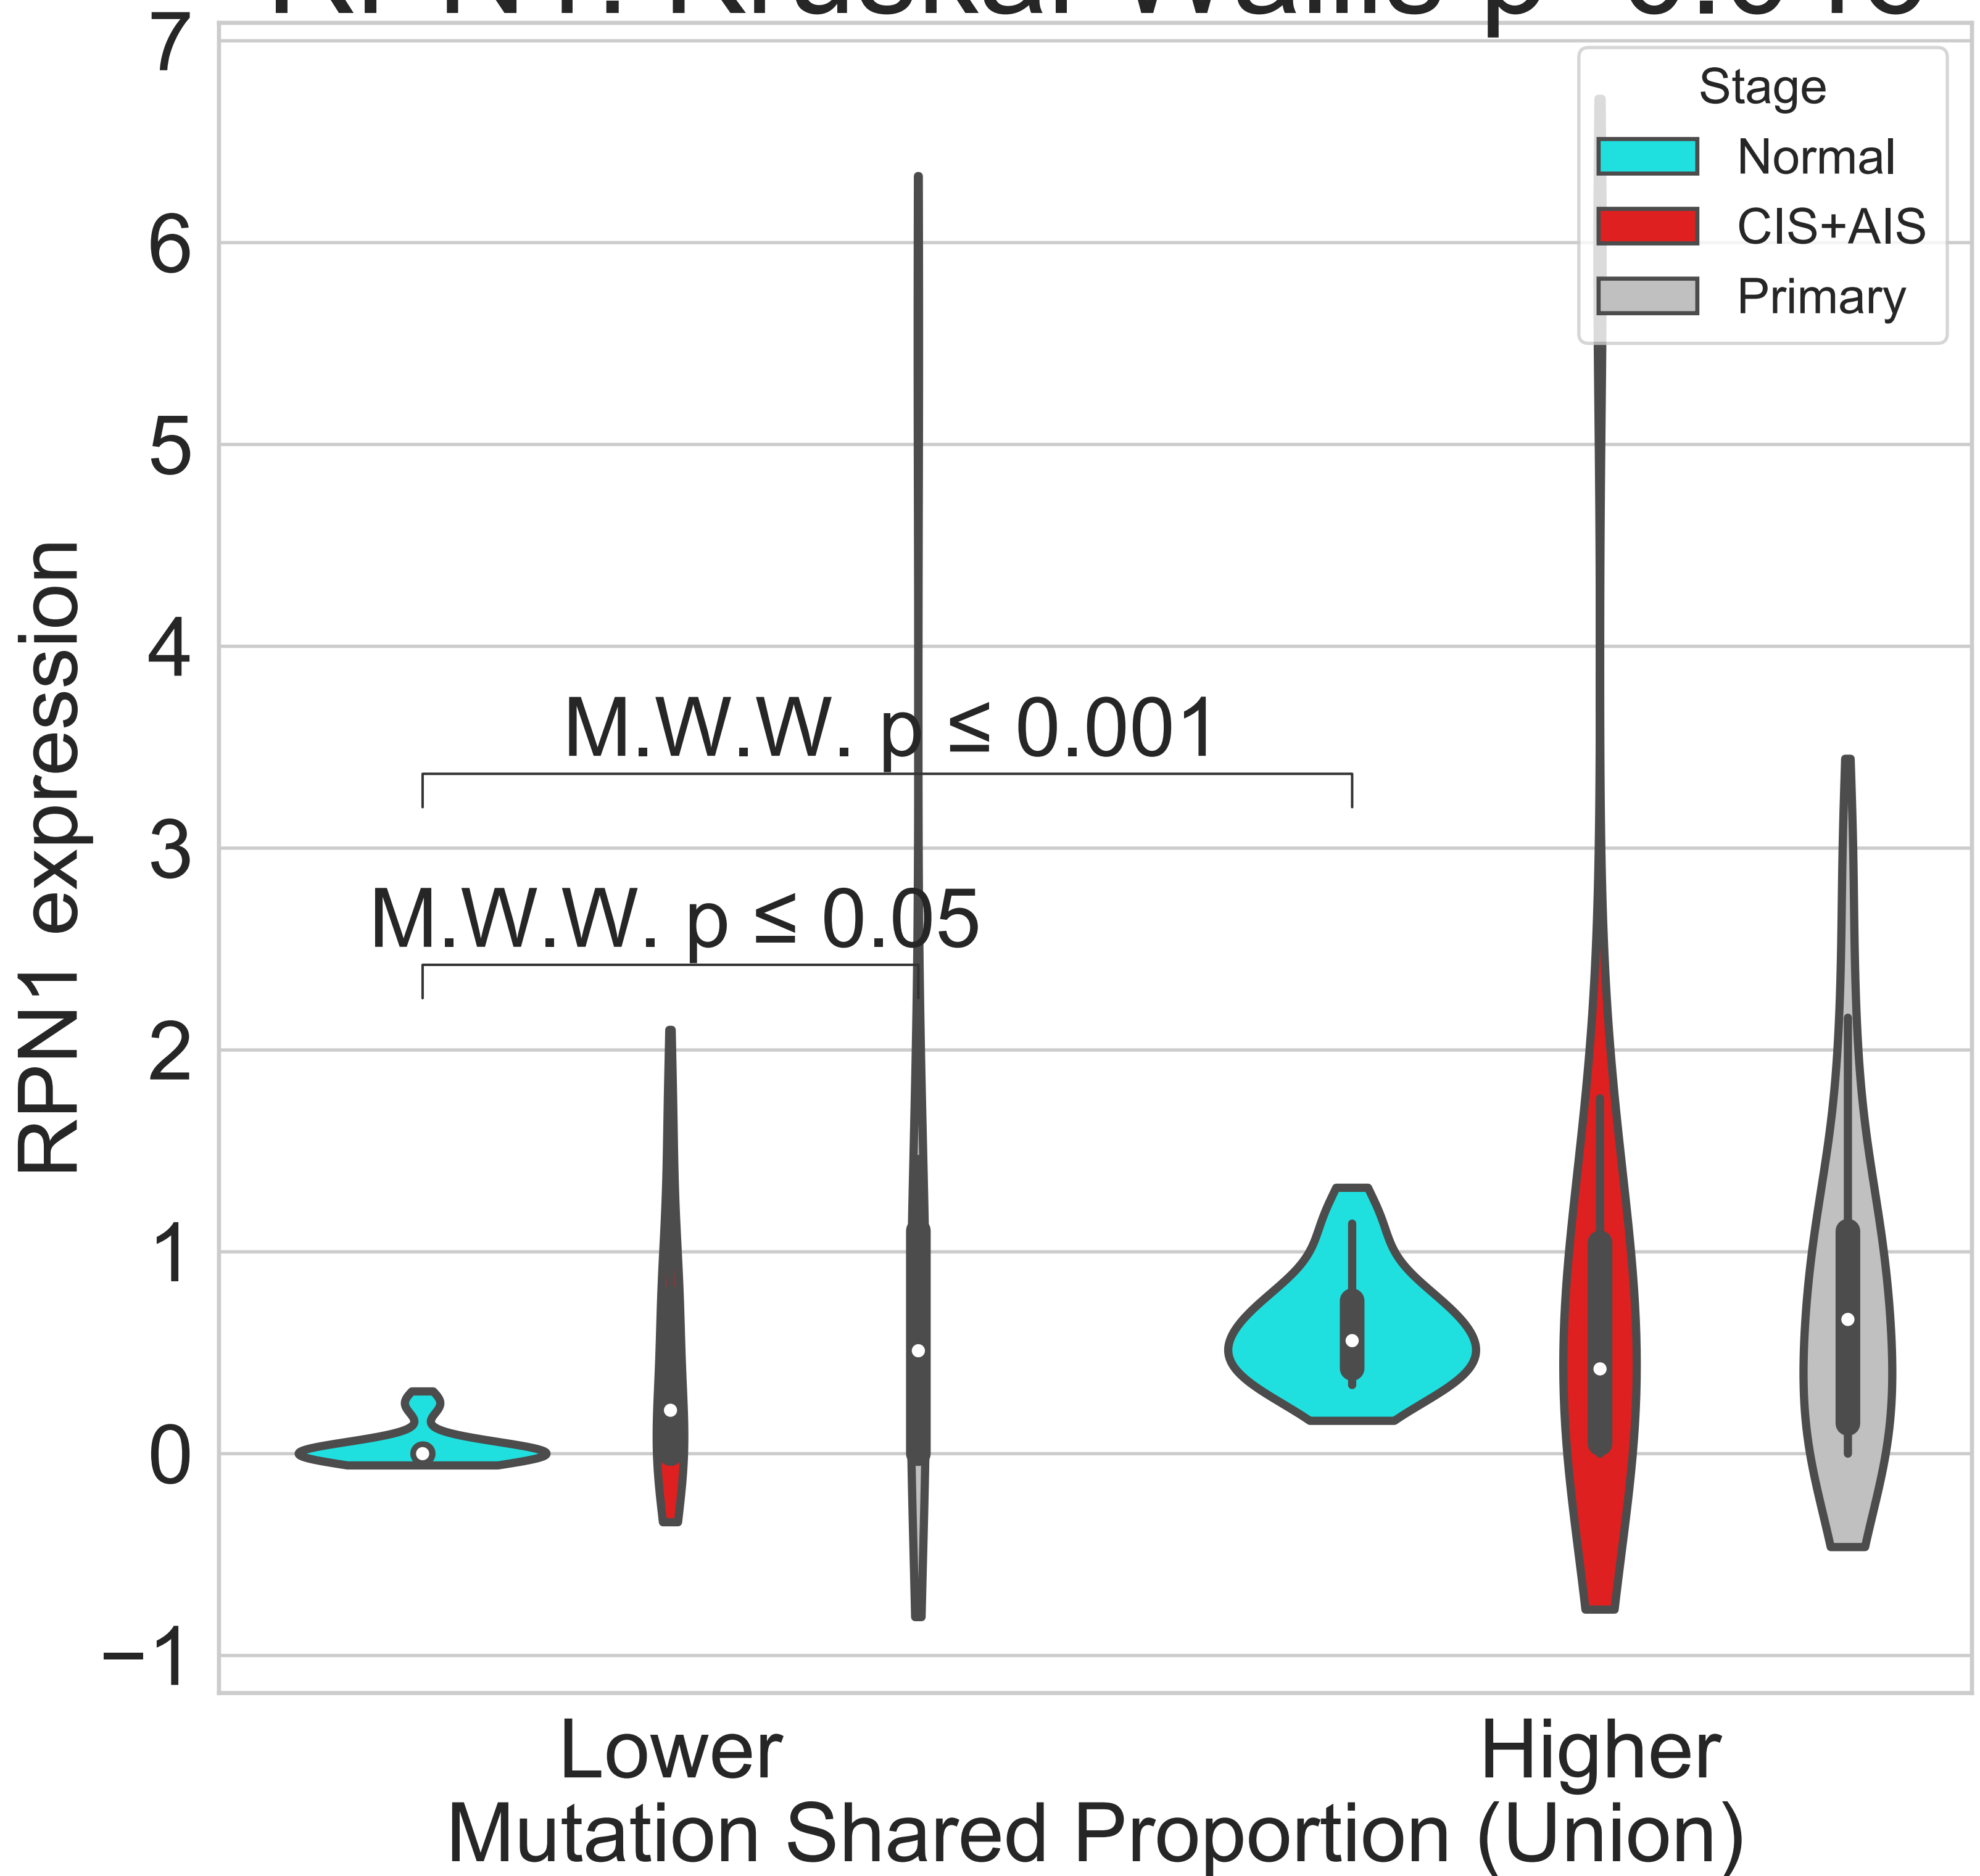 7
Stage
Normal
CIS+AIS
Primary
6
5
4
3
2
1
0
−1
RPN1 expression
M.W.W. p ≤ 0.001
M.W.W. p ≤ 0.05
Lower
Higher
Mutation Shared Proportion (Union)